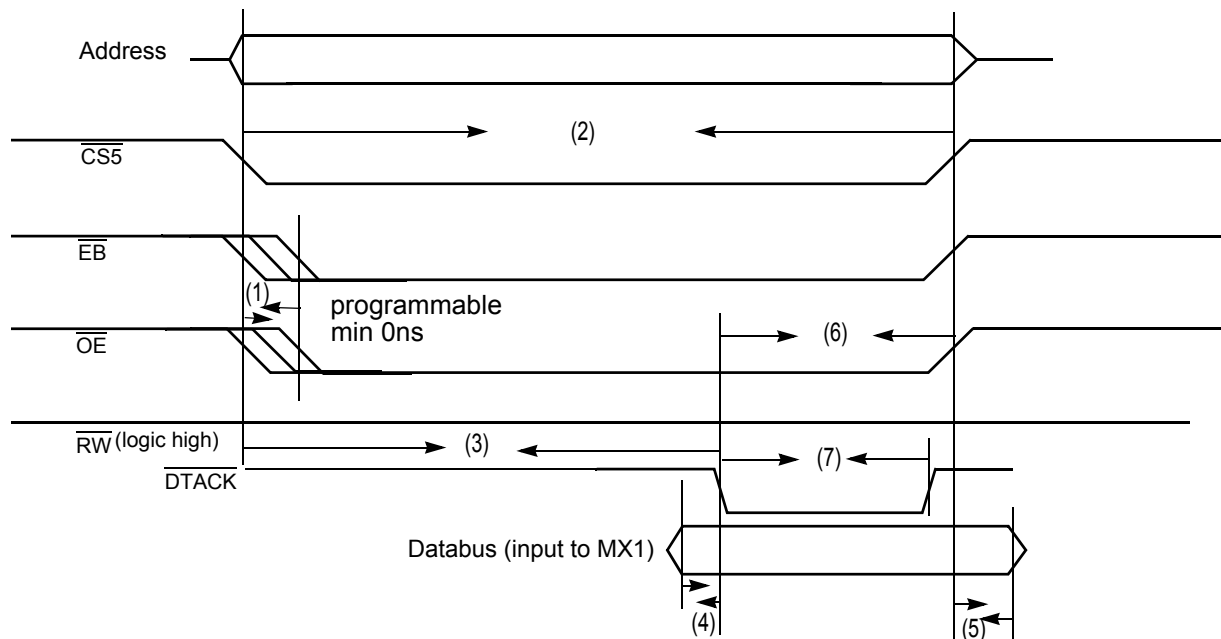 Address
(2)
CS5
EB
(1)
programmable
min 0ns
OE
(6)
RW (logic high)
(3)
(7)
DTACK
Databus (input to MX1)
(4)
(5)